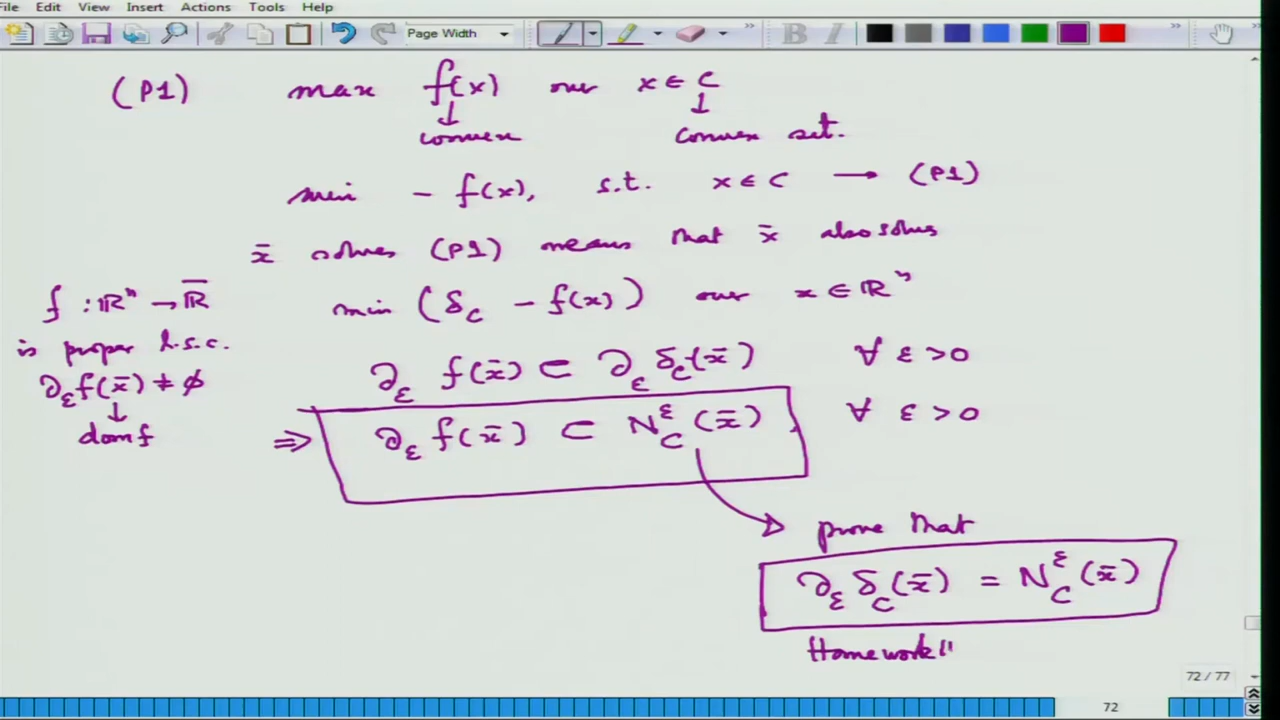 File Edit View Insert Actions Tools Help
Page Width
(P1) max f(x) over x ∈ C
↓ convex ↓ convex set.
min - f(x), s.t. x ∈ C → (P1)
x̄ solves (P1) means that x̄ also solves
min (δ_C - f(x)) over x ∈ ℝⁿ
f : ℝⁿ → ℝ̄
is proper l.s.c.
∂_ε f(x̄) ≠ ϕ
↓
domf
∂_ε f(x̄) ⊂ ∂_ε δ_C(x̄) ∀ ε > 0
⇒ ∂_ε f(x̄) ⊂ N_C^ε (x̄) ∀ ε > 0
prove that
∂_ε δ_C(x̄) = N_C^ε (x̄)
Homework!!
72 / 77
72